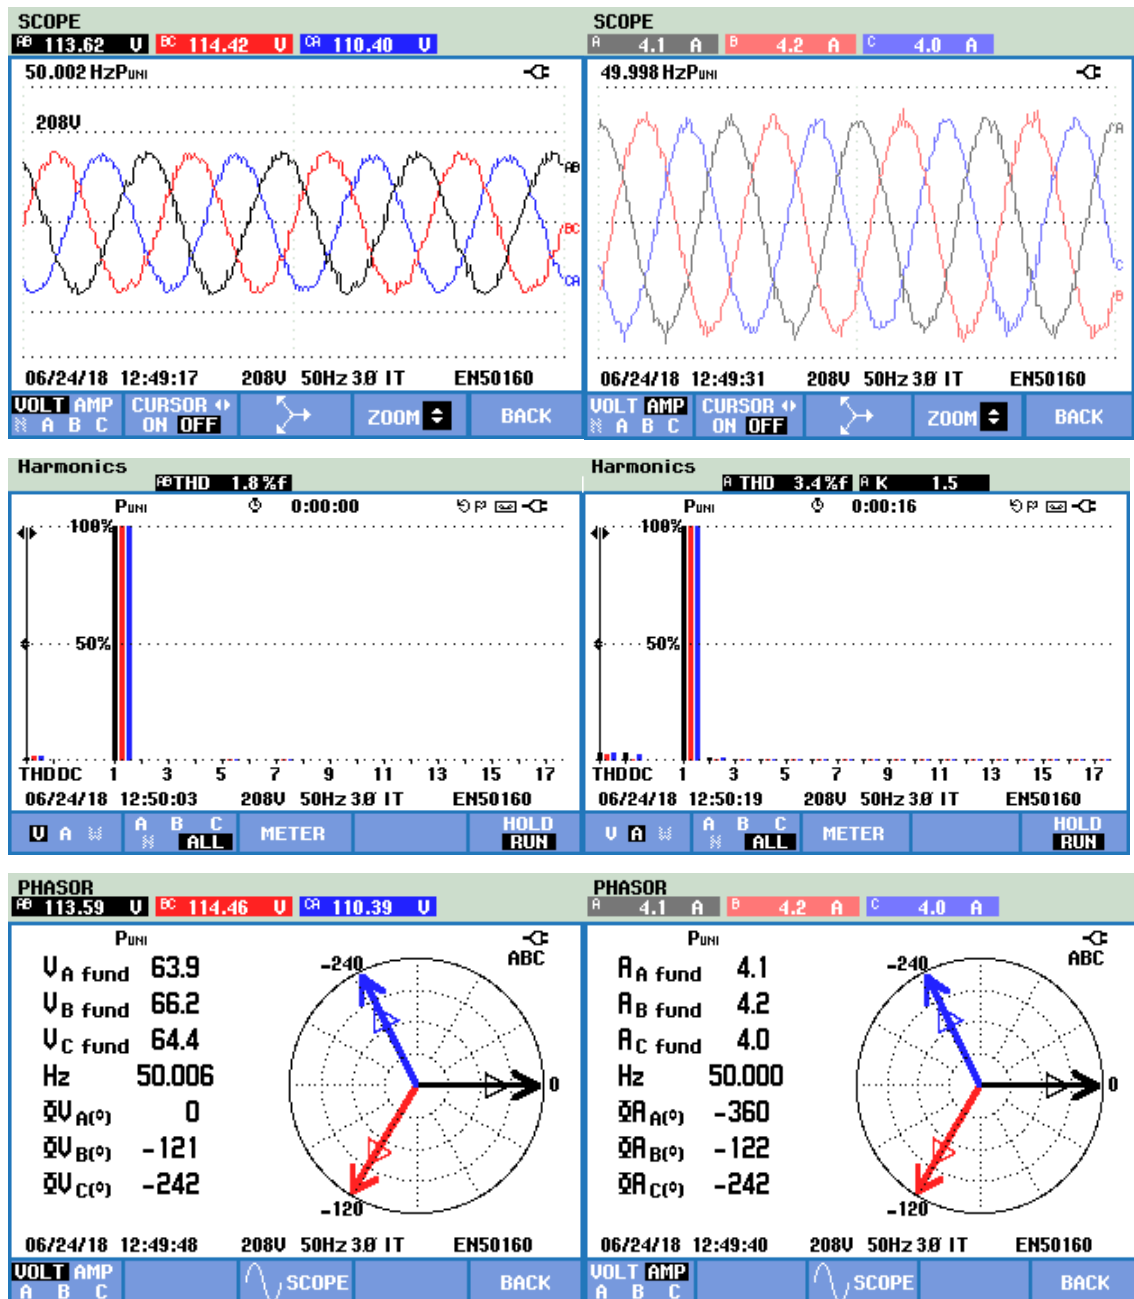 SCOPE
AB 113.62 V BC 114.42 V CA 110.40 V
50.002 Hz PUNI
208V
AB
BC
CA
06/24/18 12:49:17 208V 50Hz 3Ø IT EN50160
VOLT AMP CURSOR ZOOM BACK
N A B C ON OFF
SCOPE
A 4.1 A B 4.2 A C 4.0 A
49.998 Hz PUNI
A
C
B
06/24/18 12:49:31 208V 50Hz 3Ø IT EN50160
VOLT AMP CURSOR ZOOM BACK
N A B C ON OFF
Harmonics
AB THD 1.8 %f
PUNI 0:00:00
100%
50%
THD DC 1 3 5 7 9 11 13 15 17
06/24/18 12:50:03 208V 50Hz 3Ø IT EN50160
V A W A B C METER HOLD
N ALL RUN
Harmonics
A THD 3.4 %f A K 1.5
PUNI 0:00:16
100%
50%
THD DC 1 3 5 7 9 11 13 15 17
06/24/18 12:50:19 208V 50Hz 3Ø IT EN50160
V A W A B C METER HOLD
N ALL RUN
PHASOR
AB 113.59 V BC 114.46 V CA 110.39 V
PUNI
ABC
VA fund 63.9
VB fund 66.2
VC fund 64.4
Hz 50.006
ΦVA(°) 0
ΦVB(°) -121
ΦVC(°) -242
-240
0
-120
06/24/18 12:49:48 208V 50Hz 3Ø IT EN50160
VOLT AMP SCOPE BACK
A B C
PHASOR
A 4.1 A B 4.2 A C 4.0 A
PUNI
ABC
AA fund 4.1
AB fund 4.2
AC fund 4.0
Hz 50.000
ΦAA(°) -360
ΦAB(°) -122
ΦAC(°) -242
-240
0
-120
06/24/18 12:49:40 208V 50Hz 3Ø IT EN50160
VOLT AMP SCOPE BACK
A B C